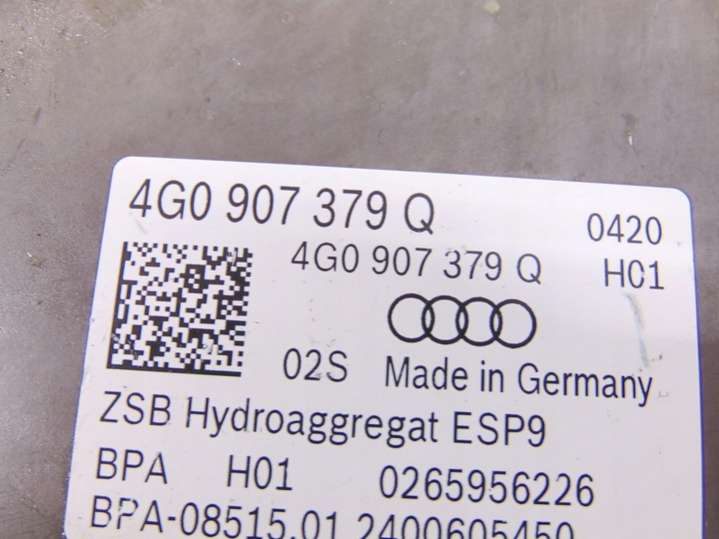 4G0 907 379 Q 0420
4G0 907 379 Q H01
02S Made in Germany
ZSB Hydroaggregat ESP9
BPA H01 0265956226
BPA-08515.01 2400605450